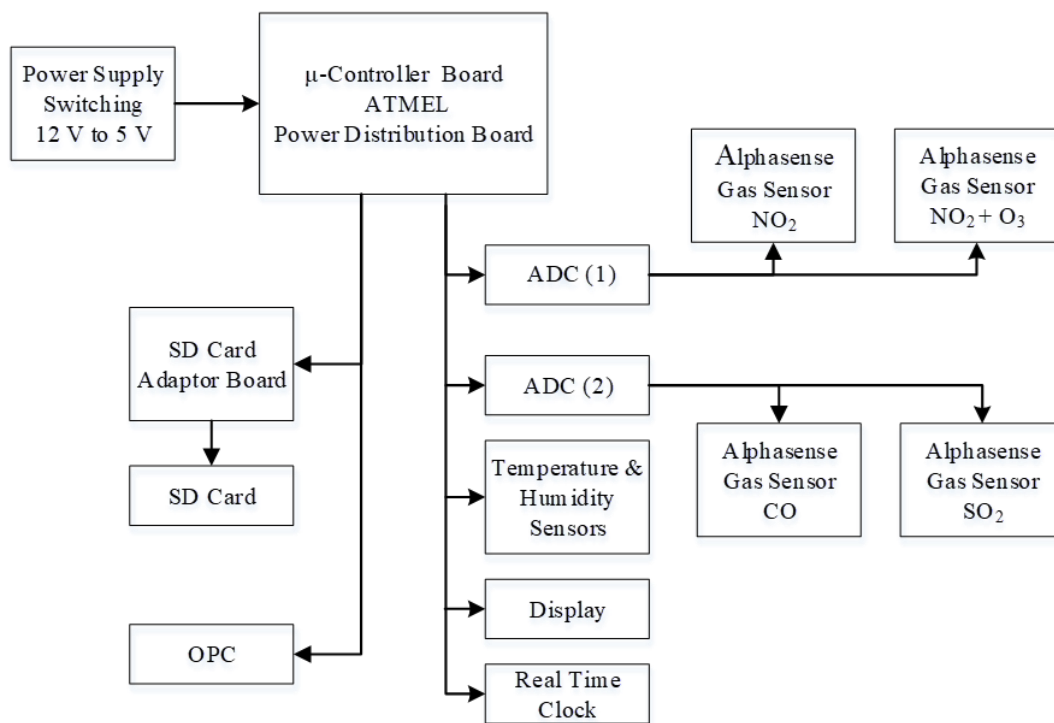 Power Supply
Switching
12 V to 5 V
μ-Controller Board
ATMEL
Power Distribution Board
Alphasense
Gas Sensor
NO₂
Alphasense
Gas Sensor
NO₂ + O₃
ADC (1)
SD Card
Adaptor Board
ADC (2)
SD Card
Temperature &
Humidity
Sensors
Alphasense
Gas Sensor
CO
Alphasense
Gas Sensor
SO₂
Display
OPC
Real Time
Clock